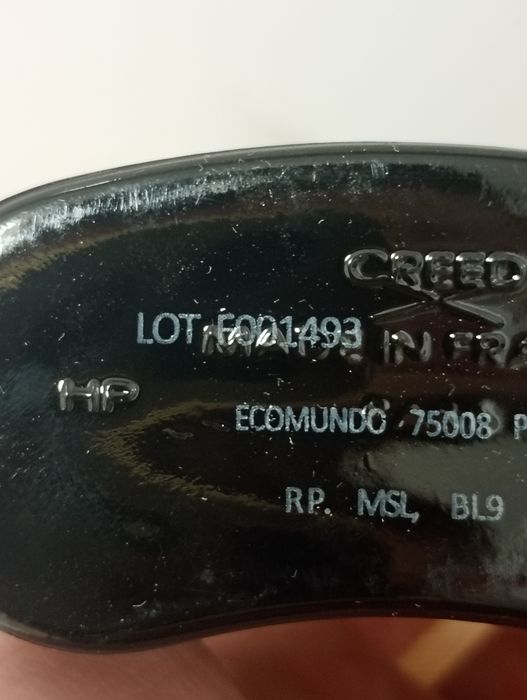 CREED
LOT F001493
MADE IN FRA
HP
ECOMUNDO 75008 P
RP. MSL, BL9